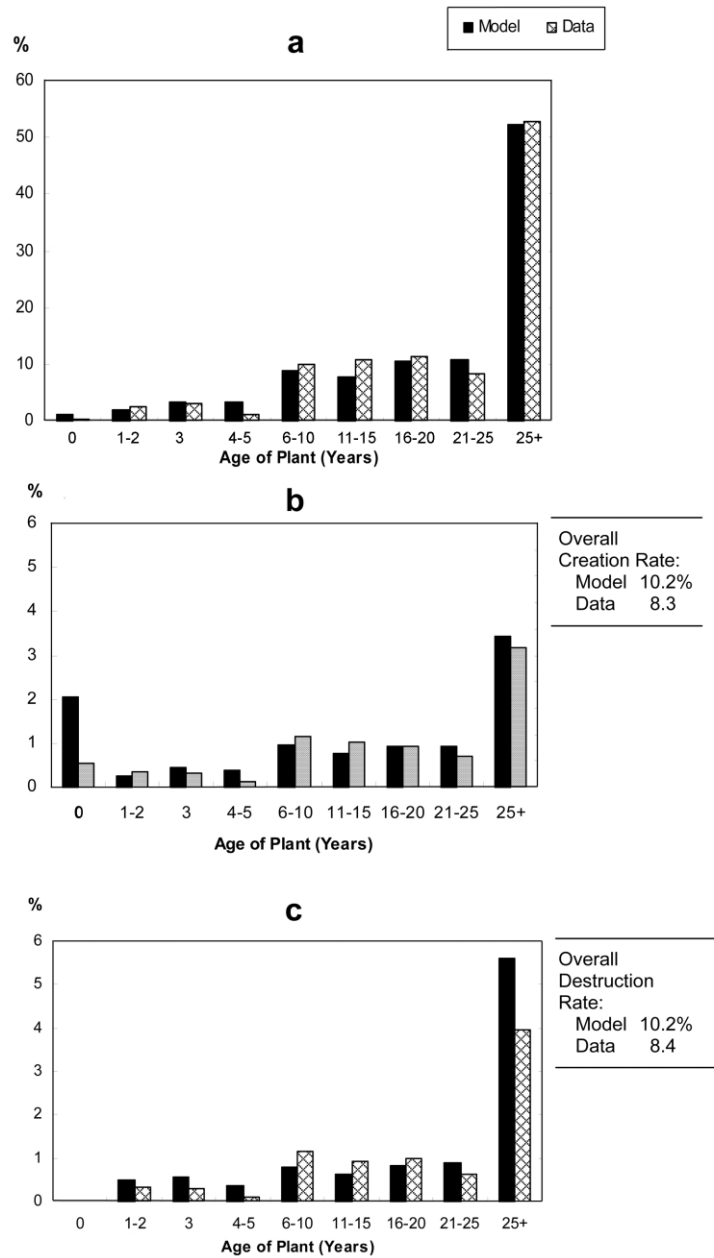 Model Data
a
%
60
50
40
30
20
10
0
0 1-2 3 4-5 6-10 11-15 16-20 21-25 25+
Age of Plant (Years)
b
%
6
5
4
3
2
1
0
0 1-2 3 4-5 6-10 11-15 16-20 21-25 25+
Age of Plant (Years)
Overall
Creation Rate:
Model 10.2%
Data 8.3
c
%
6
5
4
3
2
1
0
0 1-2 3 4-5 6-10 11-15 16-20 21-25 25+
Age of Plant (Years)
Overall
Destruction
Rate:
Model 10.2%
Data 8.4